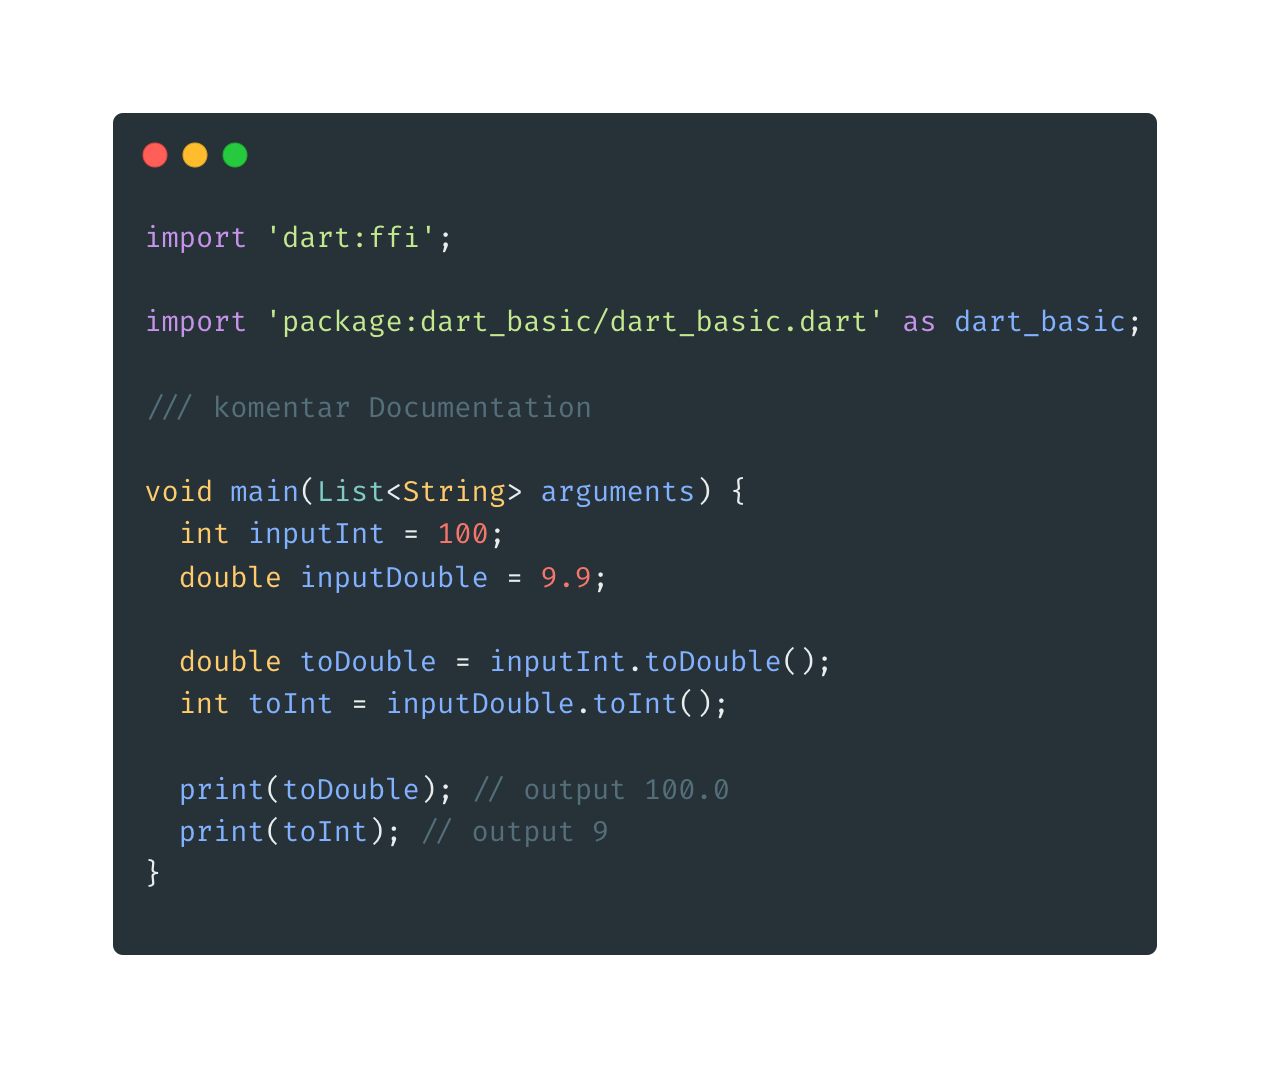 import 'dart:ffi';
import 'package:dart_basic/dart_basic.dart' as dart_basic;
/// komentar Documentation
void main(List<String> arguments) {
  int inputInt = 100;
  double inputDouble = 9.9;
  double toDouble = inputInt.toDouble();
  int toInt = inputDouble.toInt();
  print(toDouble); // output 100.0
  print(toInt); // output 9
}